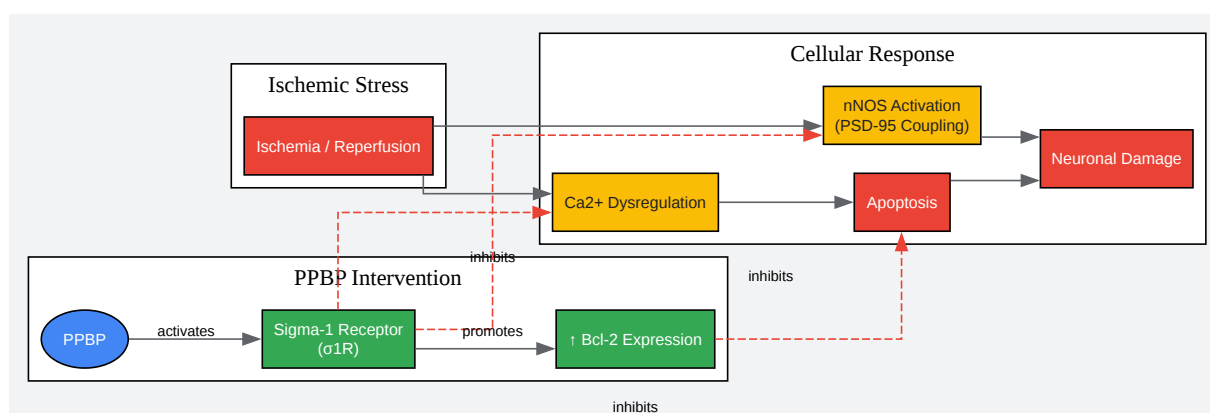 Cellular Response
Ischemic Stress
nNOS Activation
(PSD-95 Coupling)
Ischemia / Reperfusion
Neuronal Damage
Ca2+ Dysregulation
Apoptosis
inhibits
inhibits
PPBP Intervention
PPBP
activates
Sigma-1 Receptor
(σ1R)
promotes
↑ Bcl-2 Expression
inhibits